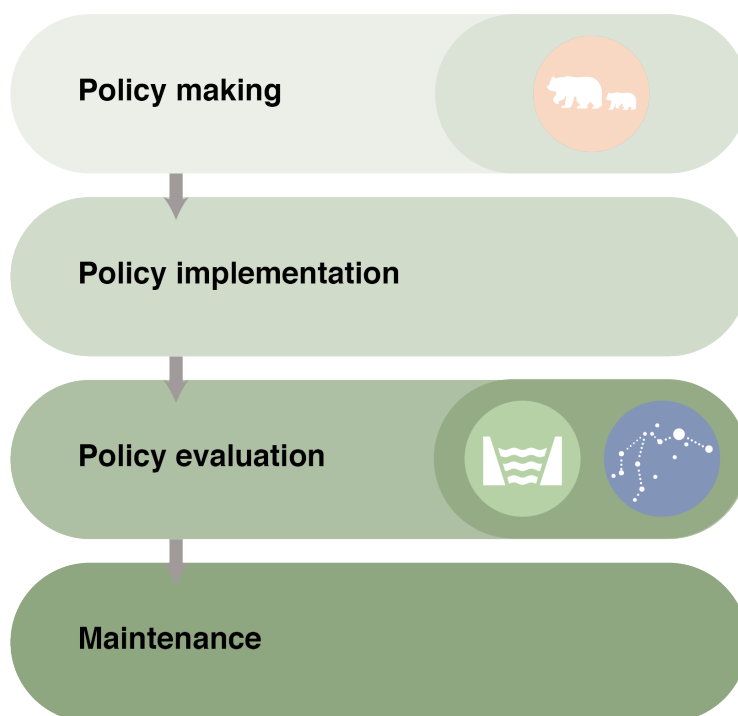 Policy making
Policy implementation
Policy evaluation
Maintenance